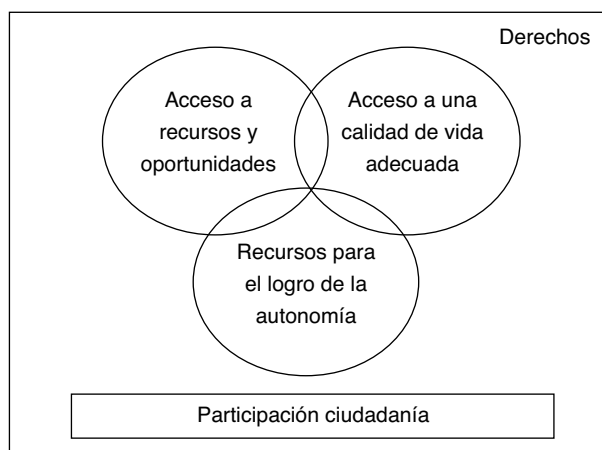 Derechos
Acceso a
recursos y
oportunidades
Acceso a una
calidad de vida
adecuada
Recursos para
el logro de la
autonomía
Participación ciudadanía